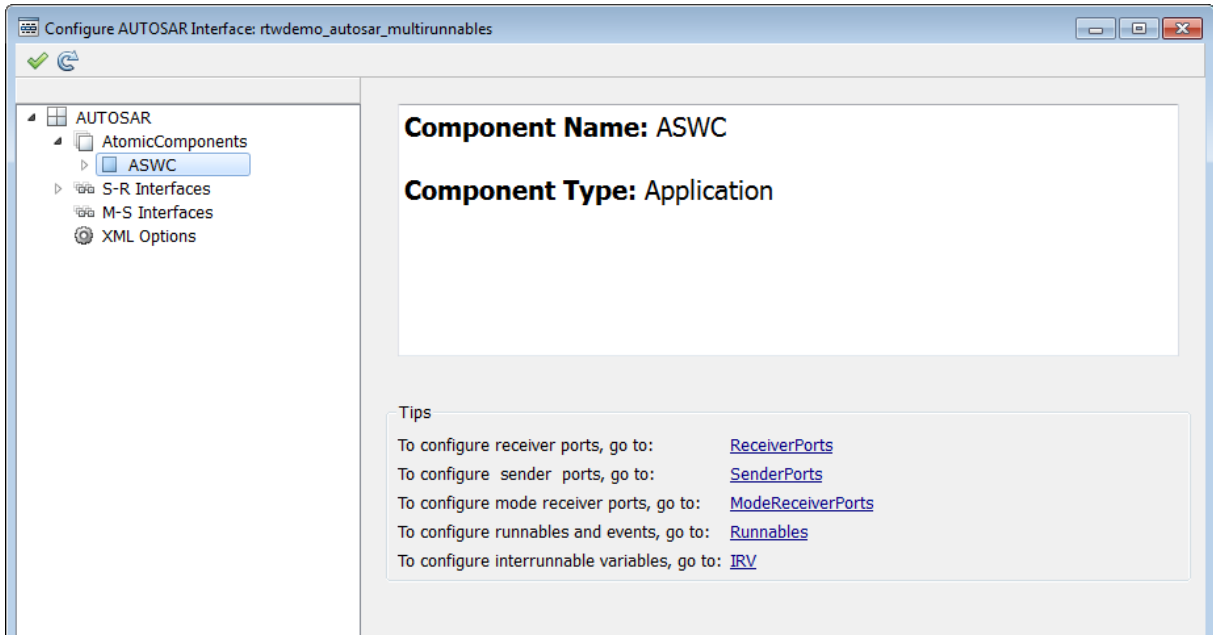 Configure AUTOSAR Interface: rtwdemo_autosar_multirunnables
AUTOSAR
AtomicComponents
ASWC
S-R Interfaces
M-S Interfaces
XML Options
Component Name: ASWC
Component Type: Application
Tips
To configure receiver ports, go to: ReceiverPorts
To configure sender ports, go to: SenderPorts
To configure mode receiver ports, go to: ModeReceiverPorts
To configure runnables and events, go to: Runnables
To configure interrunnable variables, go to: IRV